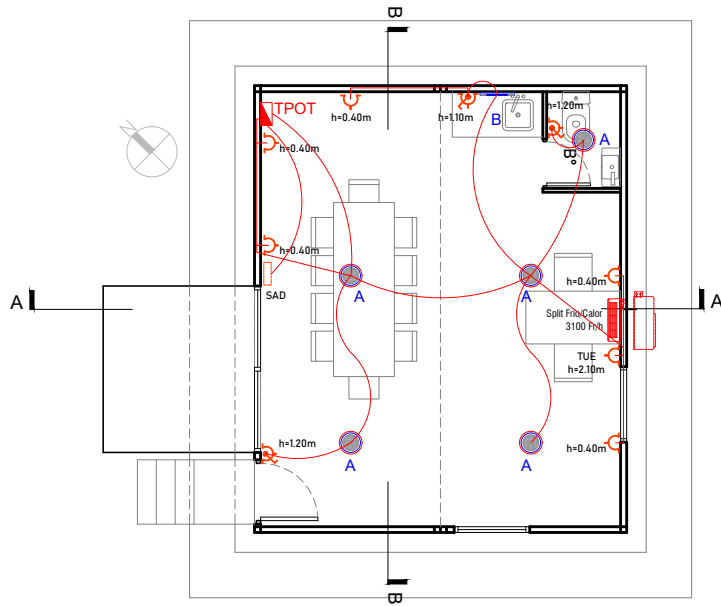 B
TPOT
h=0.40m
h=1.10m
B
h=1.20m
A
B°
h=0.40m
h=0.40m
SAD
A
A
h=0.40m
A
A
Split Frio/Calor
3100 Fr/h
TUE
h=2.10m
h=1.20m
A
A
h=0.40m
B